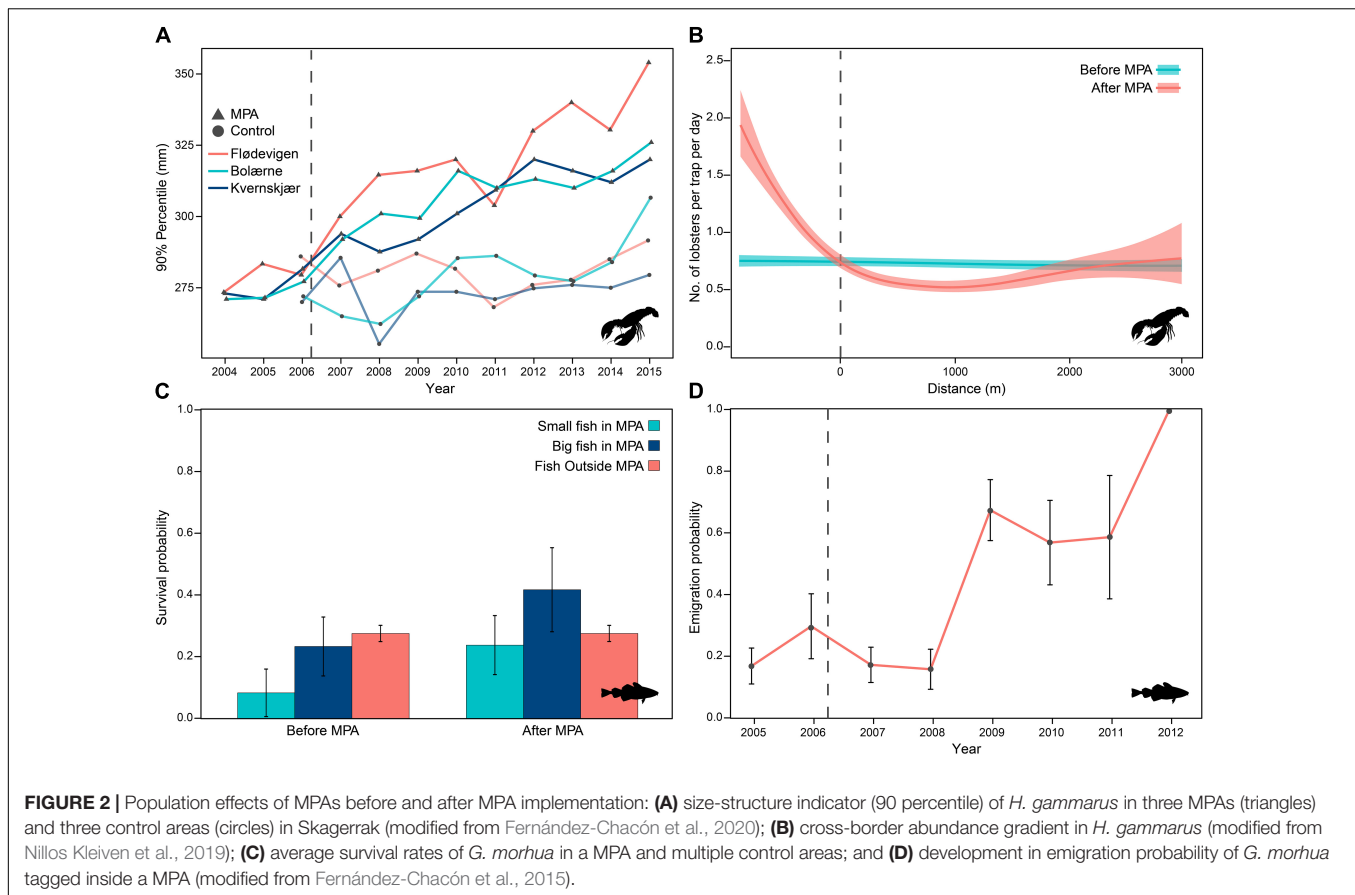 A
90% Percentile (mm)
350
325
300
275
MPA
Control
Flødevigen
Bolærne
Kvernskjær
2004 2005 2006 2007 2008 2009 2010 2011 2012 2013 2014 2015
Year
B
No. of lobsters per trap per day
2.5
2.0
1.5
1.0
0.5
0.0
Before MPA
After MPA
0 1000 2000 3000
Distance (m)
C
Survival probability
1.0
0.8
0.6
0.4
0.2
0.0
Small fish in MPA
Big fish in MPA
Fish Outside MPA
Before MPA After MPA
D
Emigration probability
1.0
0.8
0.6
0.4
0.2
0.0
2005 2006 2007 2008 2009 2010 2011 2012
Year
FIGURE 2 | Population effects of MPAs before and after MPA implementation: (A) size-structure indicator (90 percentile) of H. gammarus in three MPAs (triangles)
and three control areas (circles) in Skagerrak (modified from Fernández-Chacón et al., 2020); (B) cross-border abundance gradient in H. gammarus (modified from
Nillos Kleiven et al., 2019); (C) average survival rates of G. morhua in a MPA and multiple control areas; and (D) development in emigration probability of G. morhua
tagged inside a MPA (modified from Fernández-Chacón et al., 2015).